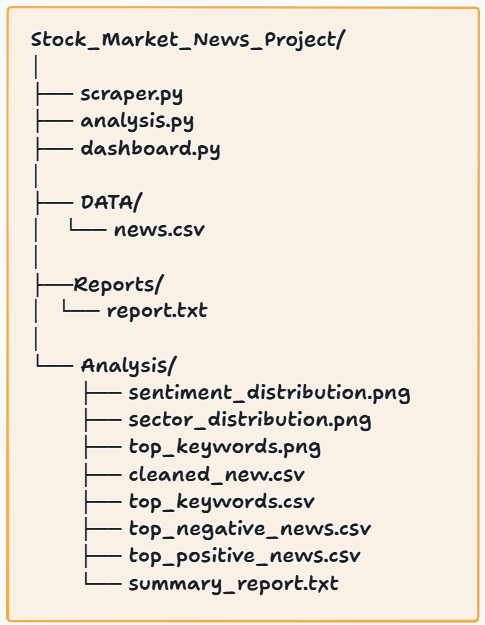 Stock_Market_News_Project/
│
├── scraper.py
├── analysis.py
├── dashboard.py
│
├── DATA/
│   └── news.csv
│
├──Reports/
│  └── report.txt
│
└── Analysis/
    ├── sentiment_distribution.png
    ├── sector_distribution.png
    ├── top_keywords.png
    ├── cleaned_new.csv
    ├── top_keywords.csv
    ├── top_negative_news.csv
    ├── top_positive_news.csv
    └── summary_report.txt